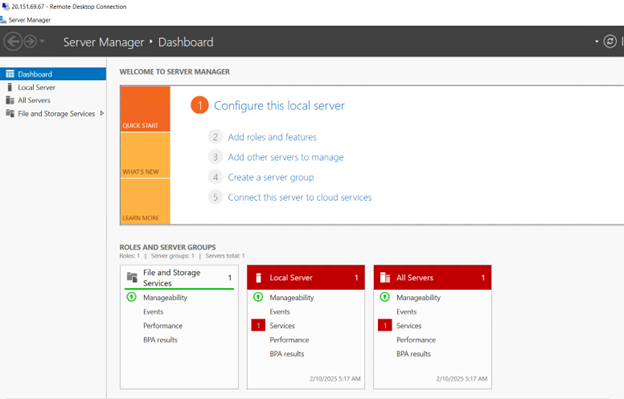 20.151.69.67 - Remote Desktop Connection
Server Manager
Server Manager • Dashboard
Dashboard
Local Server
All Servers
File and Storage Services
WELCOME TO SERVER MANAGER
QUICK START
WHAT'S NEW
LEARN MORE
1 Configure this local server
2 Add roles and features
3 Add other servers to manage
4 Create a server group
5 Connect this server to cloud services
ROLES AND SERVER GROUPS
Roles: 1 | Server groups: 1 | Servers total: 1
File and Storage
Services 1
Manageability
Events
Performance
BPA results
Local Server 1
Manageability
Events
1 Services
Performance
BPA results
2/10/2025 5:17 AM
All Servers 1
Manageability
Events
1 Services
Performance
BPA results
2/10/2025 5:17 AM